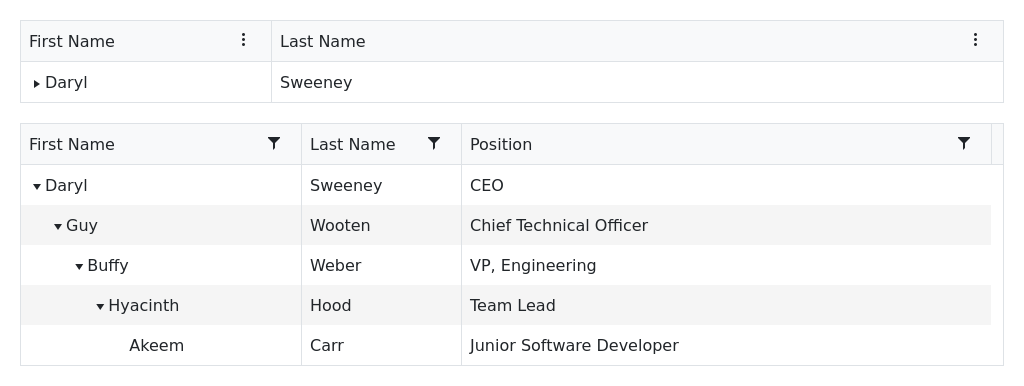 First Name Last Name
Daryl Sweeney
First Name Last Name Position
Daryl Sweeney CEO
Guy Wooten Chief Technical Officer
Buffy Weber VP, Engineering
Hyacinth Hood Team Lead
Akeem Carr Junior Software Developer